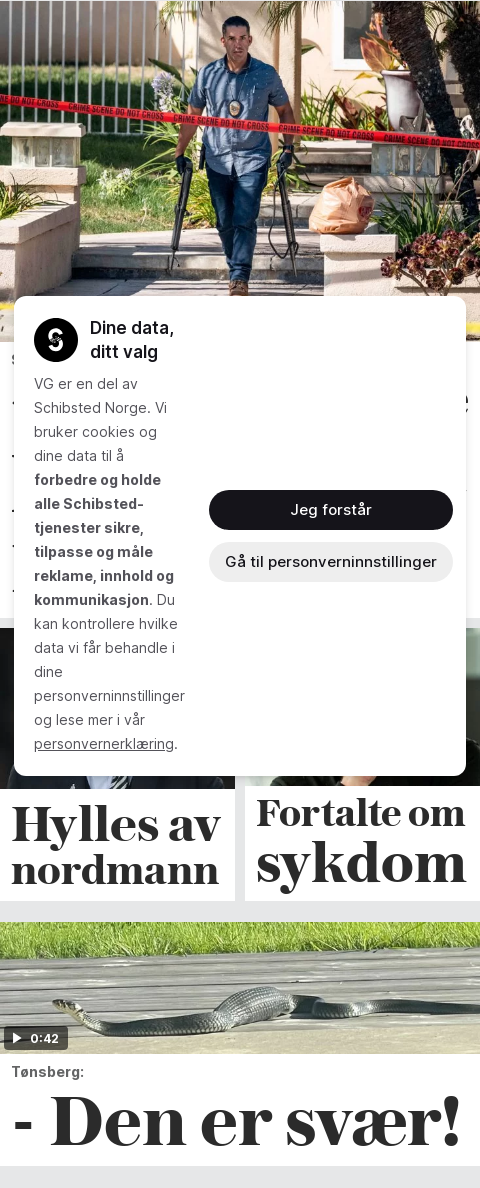 CRIME SCENE DO NOT CROSS CRIME SCENE DO NOT CROSS CRIME SCENE DO NOT CROSS CRIME SCENE DO NOT CROSS
Dine data,
ditt valg
VG er en del av
Schibsted Norge. Vi
bruker cookies og
dine data til å
forbedre og holde
alle Schibsted-
tjenester sikre,
tilpasse og måle
reklame, innhold og
kommunikasjon. Du
kan kontrollere hvilke
data vi får behandle i
dine
personverninnstillinger
og lese mer i vår
personvernerklæring.
Jeg forstår
Gå til personverninnstillinger
Hylles av
nordmann
Fortalte om
sykdom
0:42
Tønsberg:
- Den er svær!